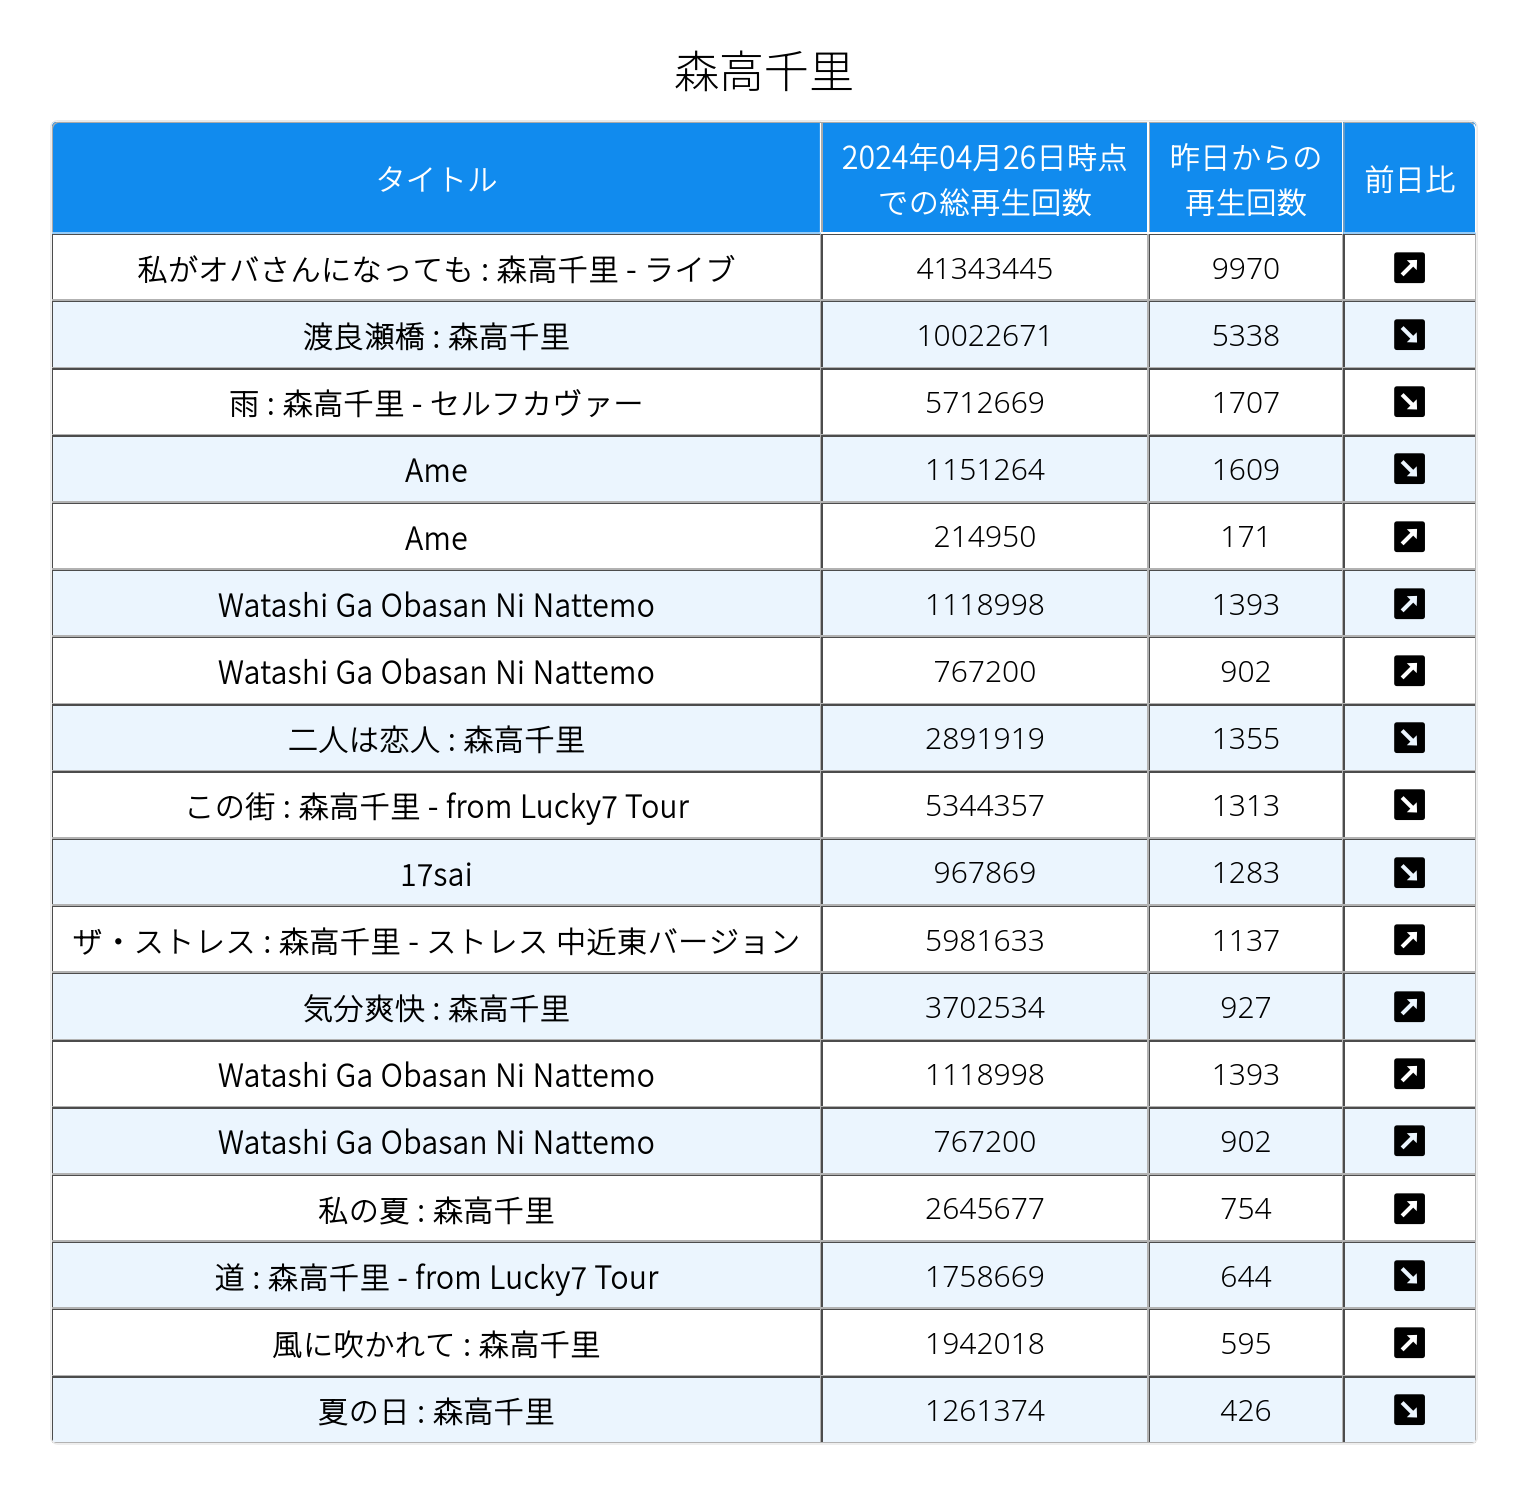 森高千里
タイトル
2024年04月26日時点
での総再生回数
昨日からの
再生回数
前日比
私がオバさんになっても : 森高千里 - ライブ 41343445 9970 ↗
渡良瀬橋 : 森高千里 10022671 5338 ↘
雨 : 森高千里 - セルフカヴァー 5712669 1707 ↘
Ame 1151264 1609 ↘
Ame 214950 171 ↗
Watashi Ga Obasan Ni Nattemo 1118998 1393 ↗
Watashi Ga Obasan Ni Nattemo 767200 902 ↗
二人は恋人 : 森高千里 2891919 1355 ↘
この街 : 森高千里 - from Lucky7 Tour 5344357 1313 ↘
17sai 967869 1283 ↘
ザ・ストレス : 森高千里 - ストレス 中近東バージョン 5981633 1137 ↗
気分爽快 : 森高千里 3702534 927 ↗
Watashi Ga Obasan Ni Nattemo 1118998 1393 ↗
Watashi Ga Obasan Ni Nattemo 767200 902 ↗
私の夏 : 森高千里 2645677 754 ↗
道 : 森高千里 - from Lucky7 Tour 1758669 644 ↘
風に吹かれて : 森高千里 1942018 595 ↗
夏の日 : 森高千里 1261374 426 ↘